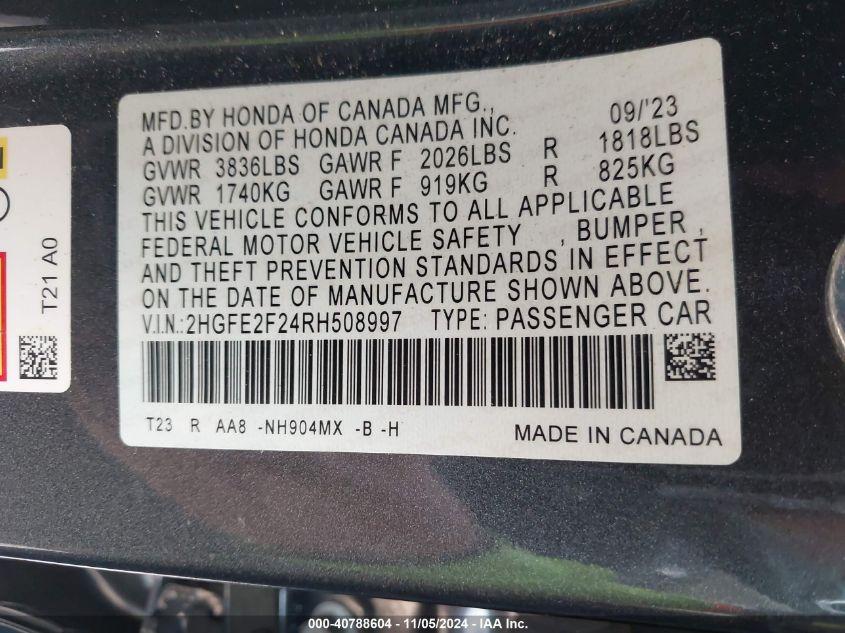 MFD.BY HONDA OF CANADA MFG., 09/'23
A DIVISION OF HONDA CANADA INC.
GVWR 3836LBS GAWR F 2026LBS R 1818LBS
GVWR 1740KG GAWR F 919KG R 825KG
THIS VEHICLE CONFORMS TO ALL APPLICABLE
FEDERAL MOTOR VEHICLE SAFETY , BUMPER ,
AND THEFT PREVENTION STANDARDS IN EFFECT
ON THE DATE OF MANUFACTURE SHOWN ABOVE.
V.I.N.:2HGFE2F24RH508997 TYPE: PASSENGER CAR
T23 R AA8 -NH904MX -B -H
MADE IN CANADA
T21 A0
000-40788604 - 11/05/2024 - IAA Inc.